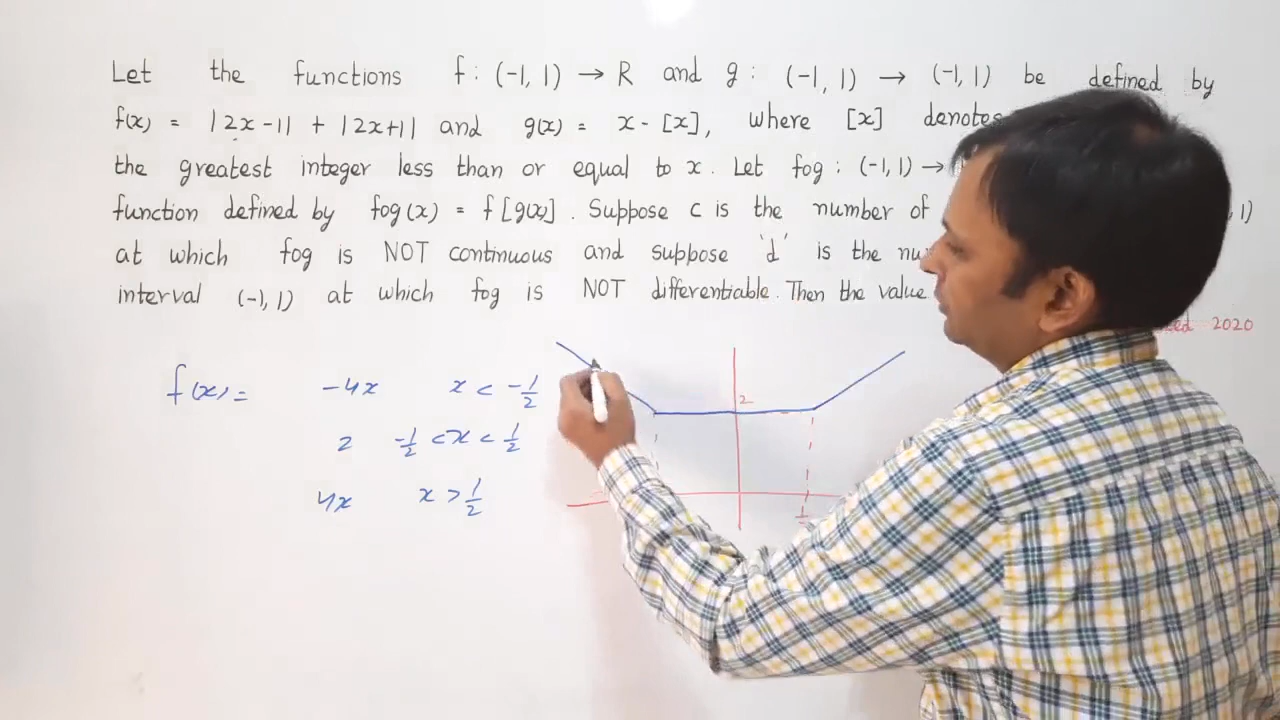 Let the functions f : (-1, 1) → R and g : (-1, 1) → (-1, 1) be defined by
f(x) = |2x-1| + |2x+1| and g(x) = x - [x], where [x] denotes
the greatest integer less than or equal to x. Let fog : (-1, 1) →
function defined by fog(x) = f[g(x)]. Suppose c is the number of , 1)
at which fog is NOT continuous and suppose 'd' is the
interval (-1, 1) at which fog is NOT differentiable. Then the value
2020
f(x) = -4x x < -1/2
2 -1/2 < x < 1/2
4x x > 1/2
2